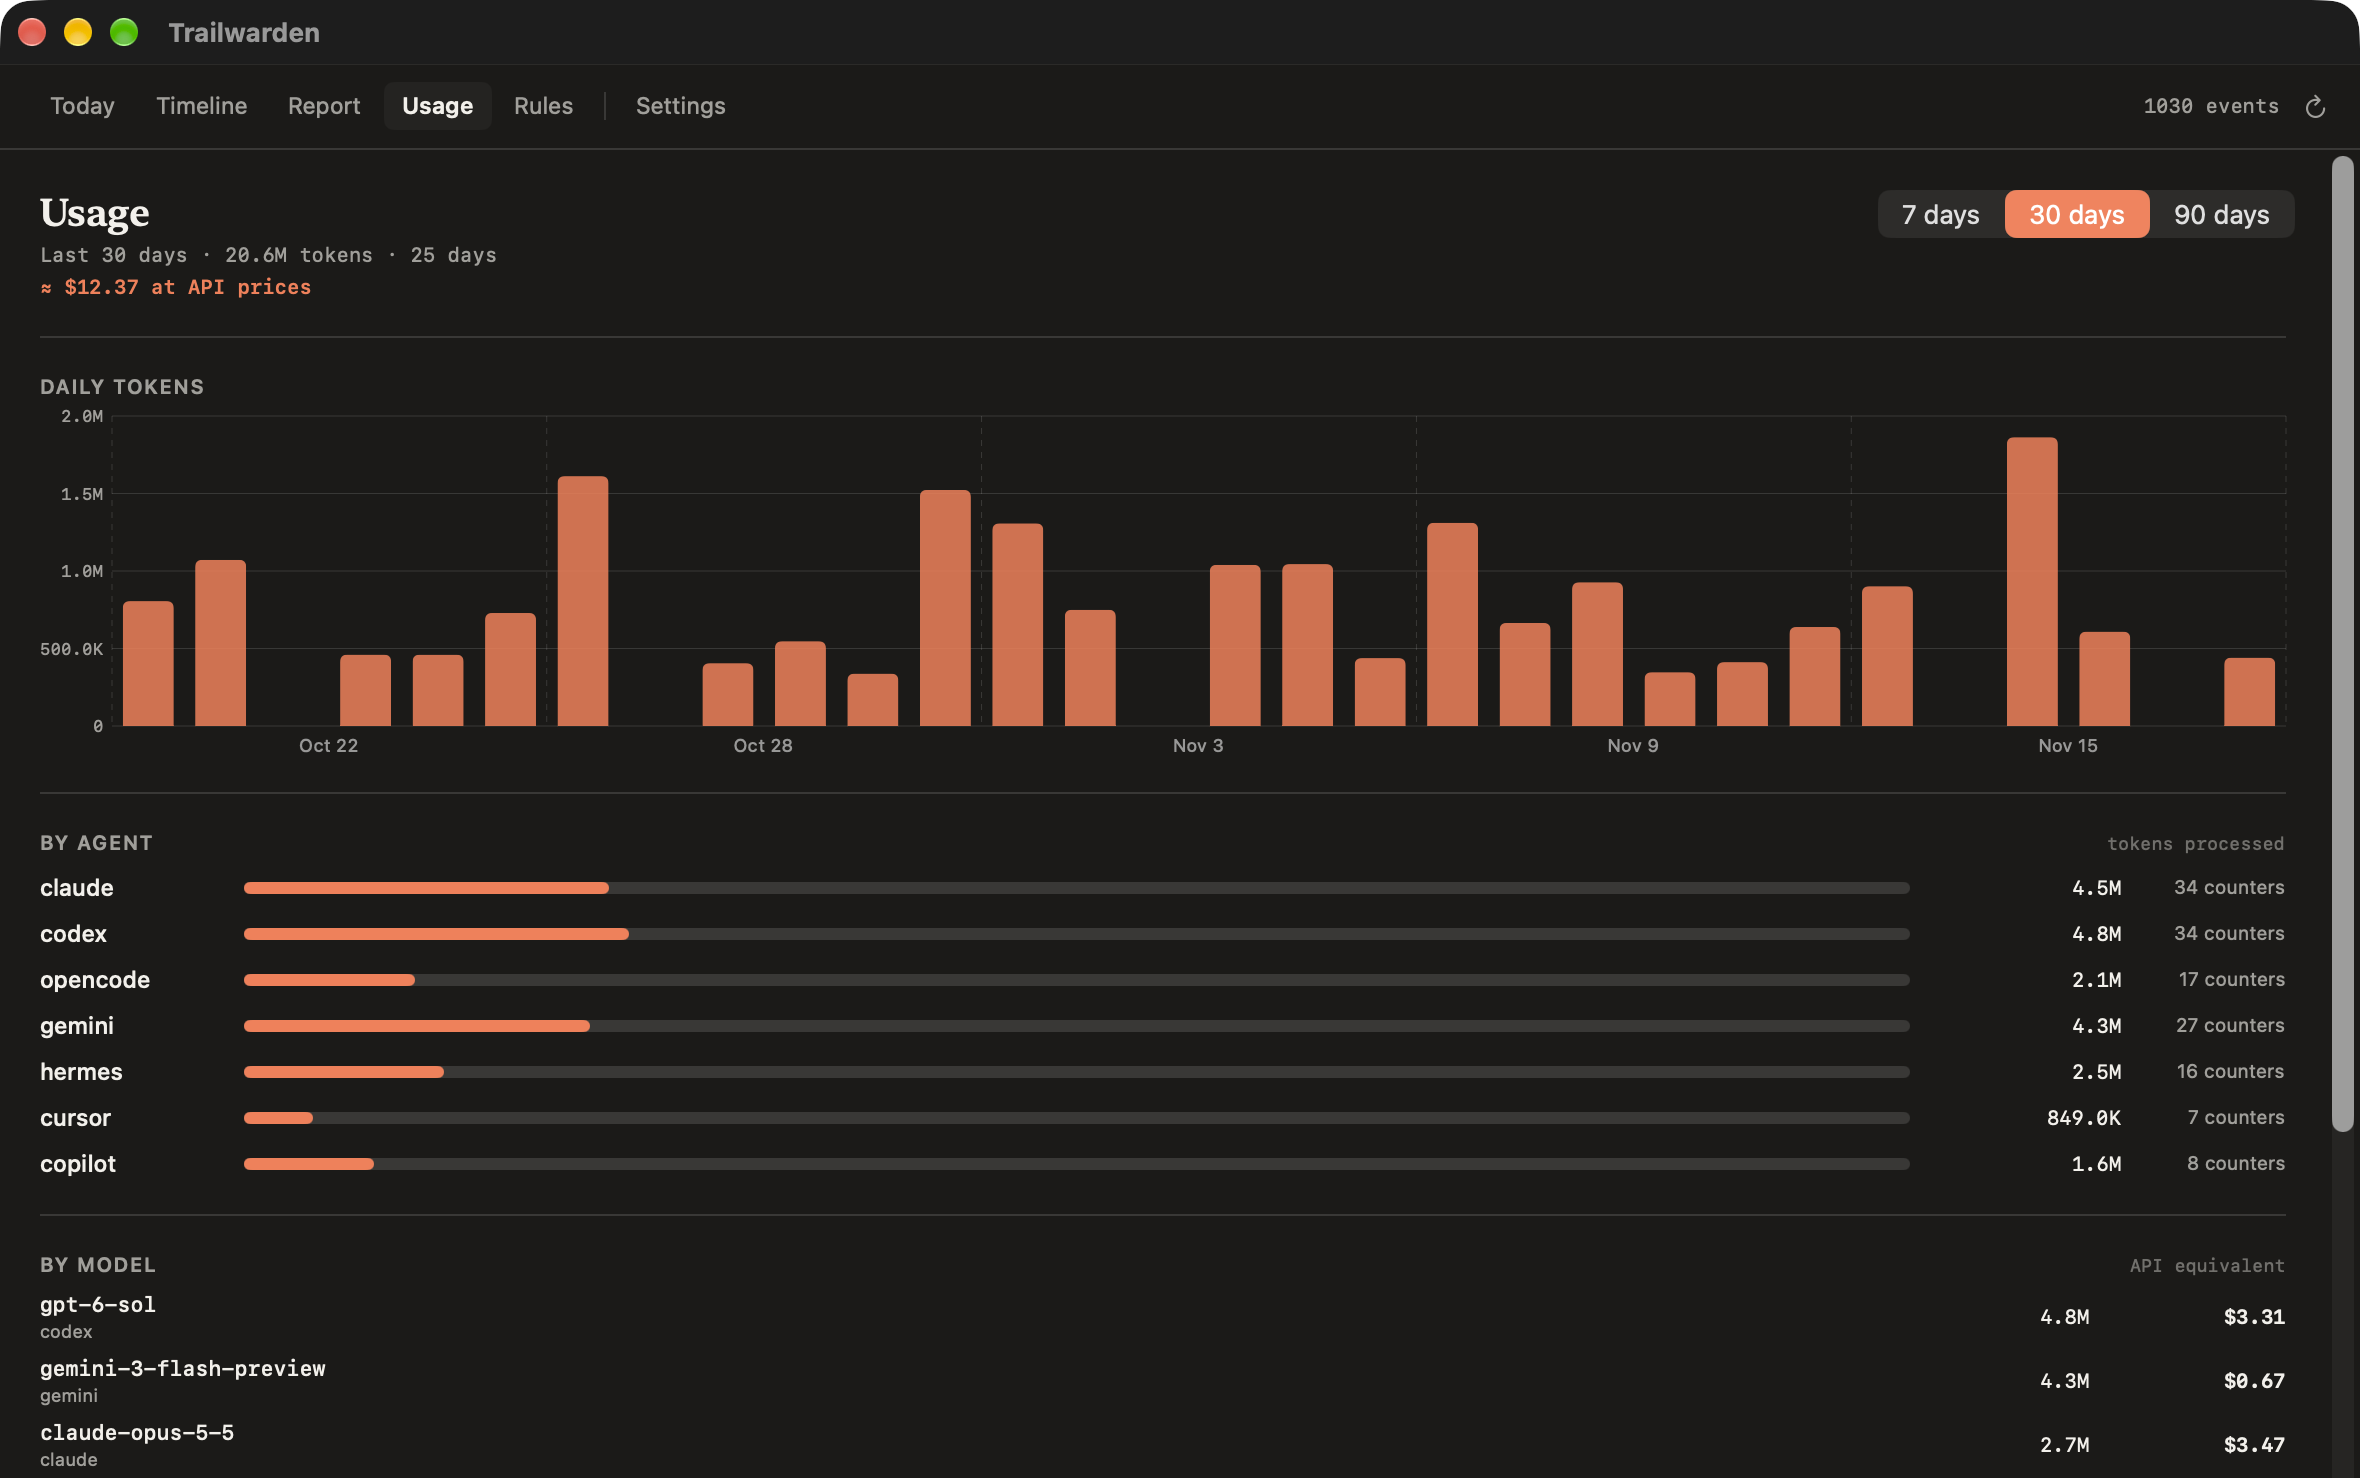 Trailwarden
Today Timeline Report Usage Rules Settings 1030 events
Usage
7 days 30 days 90 days
Last 30 days · 20.6M tokens · 25 days
≈ $12.37 at API prices
DAILY TOKENS
2.0M
1.5M
1.0M
500.0K
0
Oct 22 Oct 28 Nov 3 Nov 9 Nov 15
BY AGENT tokens processed
claude 4.5M 34 counters
codex 4.8M 34 counters
opencode 2.1M 17 counters
gemini 4.3M 27 counters
hermes 2.5M 16 counters
cursor 849.0K 7 counters
copilot 1.6M 8 counters
BY MODEL API equivalent
gpt-6-sol
codex
4.8M $3.31
gemini-3-flash-preview
gemini
4.3M $0.67
claude-opus-5-5
claude
2.7M $3.47